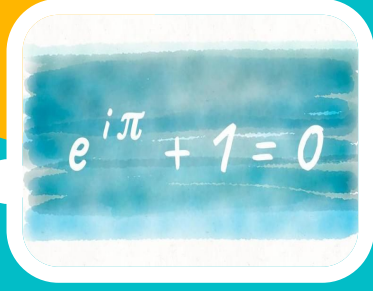 e^{iπ} + 1 = 0